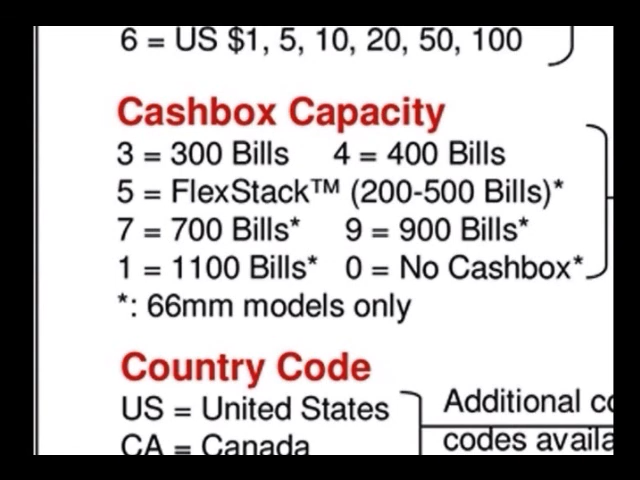 6 = US $1, 5, 10, 20, 50, 100
Cashbox Capacity
3 = 300 Bills 4 = 400 Bills
5 = FlexStack™ (200-500 Bills)*
7 = 700 Bills* 9 = 900 Bills*
1 = 1100 Bills* 0 = No Cashbox*
*: 66mm models only
Country Code
US = United States
Additional
CA = Canada
codes